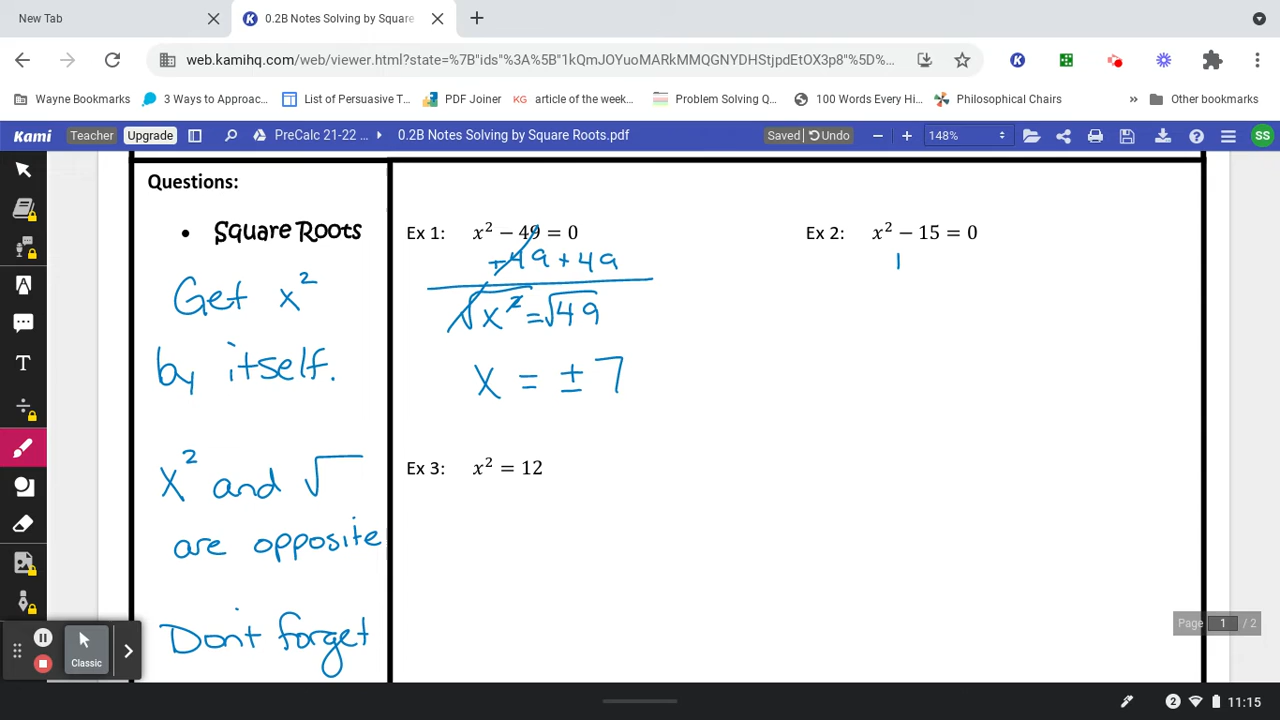 New Tab
0.2B Notes Solving by Square
web.kamihq.com/web/viewer.html?state=%7B"ids"%3A%5B"1kQmJOYuoMARkMMQGNYDHStjpdEtOX3p8"%5D%...
Wayne Bookmarks
3 Ways to Approac...
List of Persuasive T...
PDF Joiner
KG article of the week...
Problem Solving Q...
100 Words Every Hi...
Philosophical Chairs
»
Other bookmarks
Kami
Teacher
Upgrade
PreCalc 21-22 ...
0.2B Notes Solving by Square Roots.pdf
Saved
Undo
148%
SS
Questions:
• Square Roots
Get x²
by itself.
x² and √
are opposite
Don't forget
Ex 1: x² − 49 = 0
+49 +49
√x² = √49
x = ± 7
Ex 2: x² − 15 = 0
Ex 3: x² = 12
Page 1 / 2
Classic
2
11:15